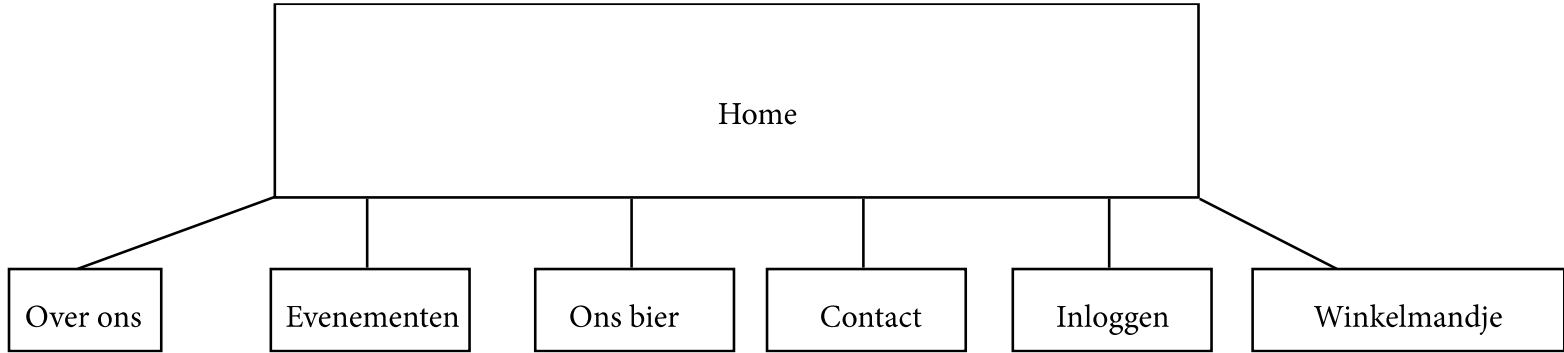 Home
Over ons
Evenementen
Ons bier
Contact
Inloggen
Winkelmandje